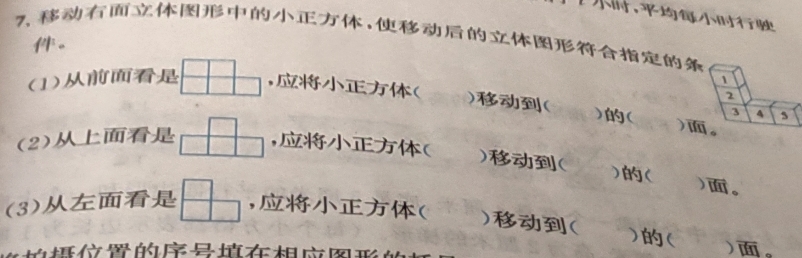 小时,平均每小时行驶
7. 移动右面立体图形中的小正方体,使移动后的立体图形符合指定的条
件。
1
2
3 4 5
(1)从前面看是 ,应将小正方体( )移动到( )的( )面。
(2)从上面看是 ,应将小正方体( )移动到( )的( )面。
(3)从左面看是 ,应将小正方体( )移动到( )的( )面。
拍摄位置的序号填在相应图形的括号